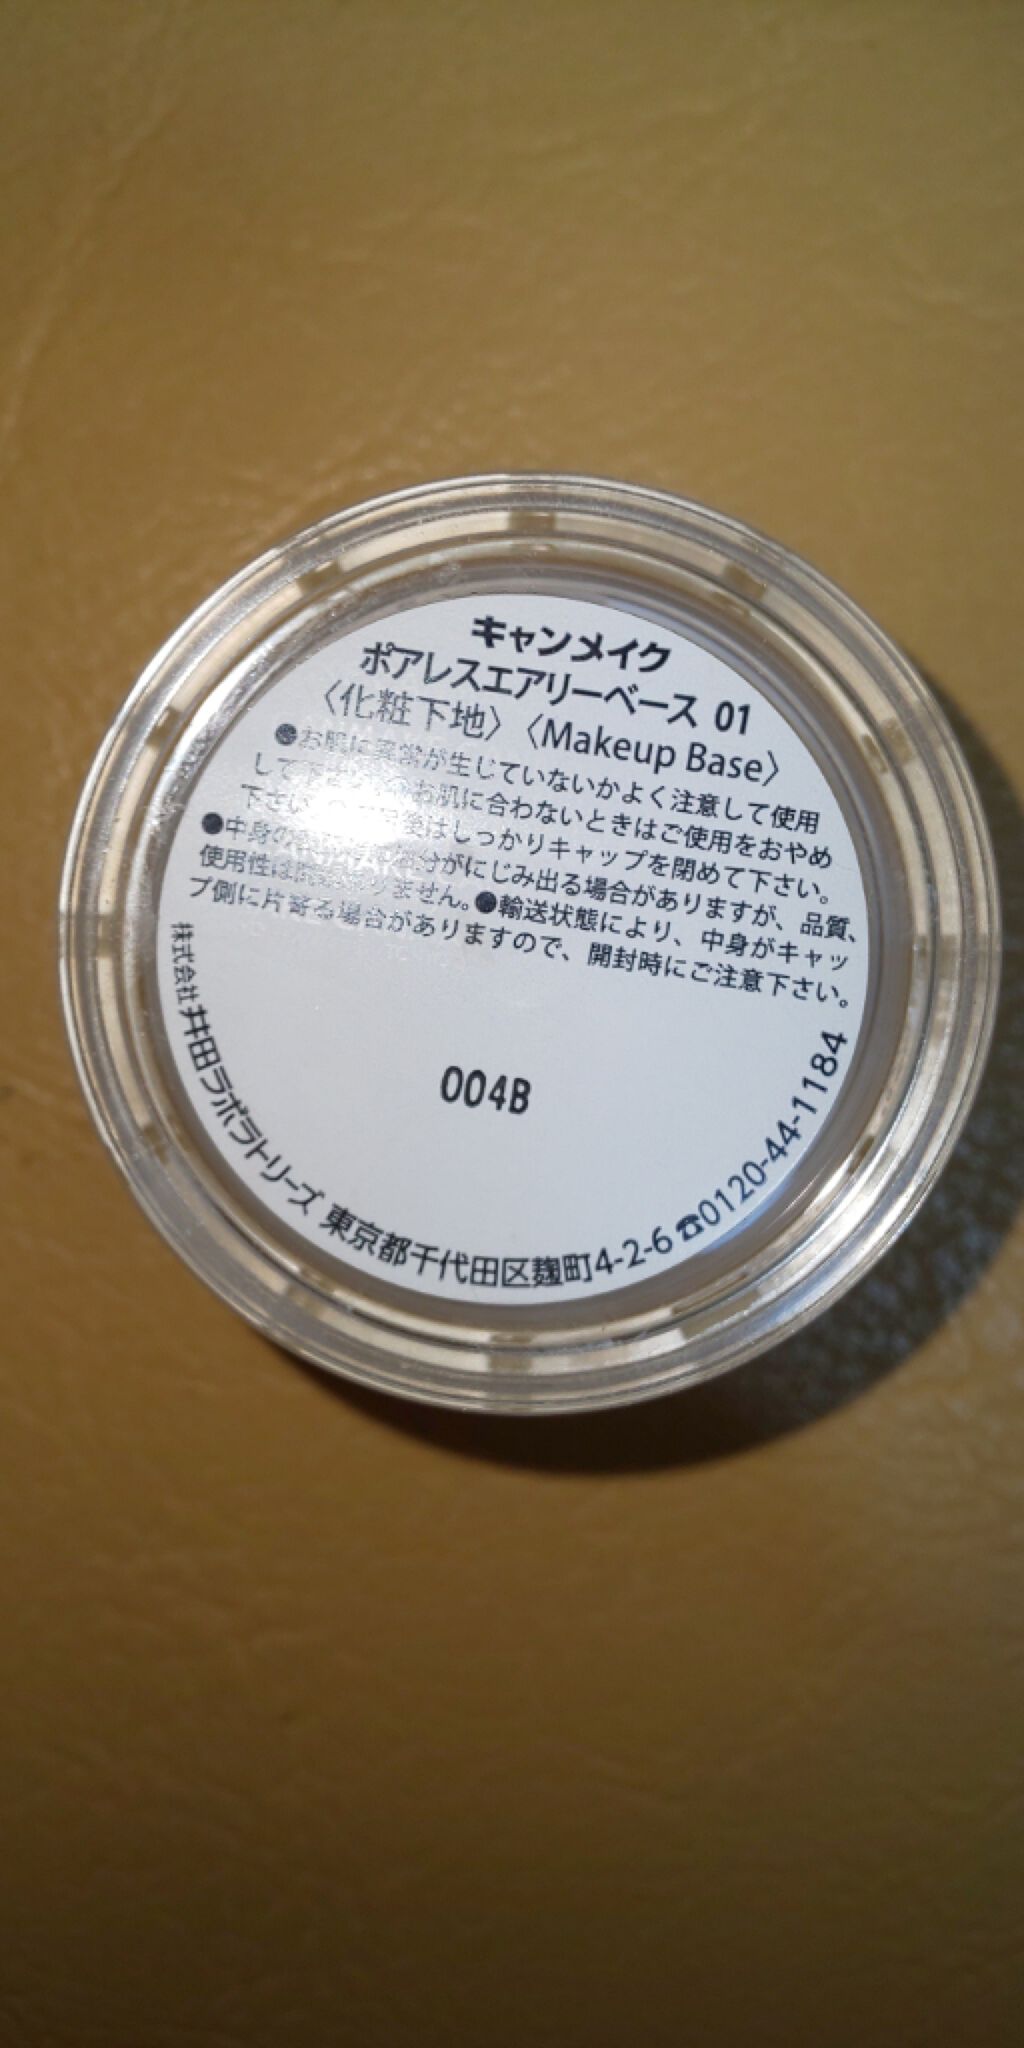 キャンメイク
ポアレスエアリーベース 01
〈化粧下地〉〈Makeup Base〉
●お肌に異常が生じていないかよく注意して使用
して下さい。お肌に合わないときはご使用をおやめ
下さい 後はしっかりキャップを閉めて下さい。
●中身の 油分がにじみ出る場合がありますが、品質、
使用性は ありません。●輸送状態により、中身がキャッ
プ側に片寄る場合がありますので、開封時にご注意下さい。
004B
株式会社井田ラボラトリーズ 東京都千代田区麹町4-2-6 ☎0120-44-1184